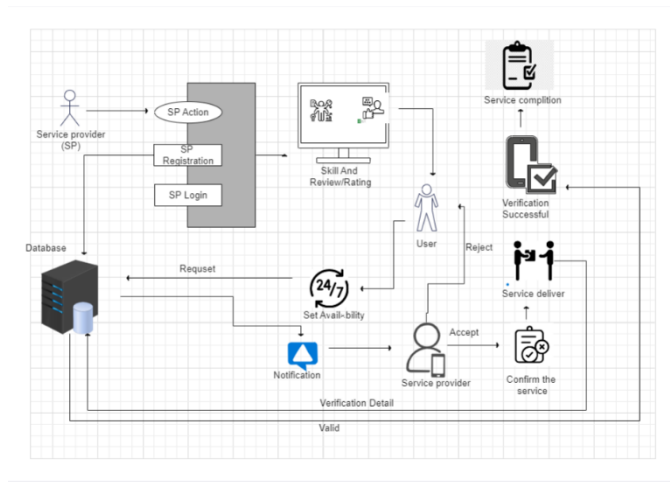 Service complition
SP Action
Service provider
(SP)
SP
Registration
Skill And
Review/Rating
SP Login
Verification
Successful
User
Reject
Database
Requset
24/7
Service deliver
Set Avail-bility
Accept
Notification
Service provider
Confirm the
service
Verification Detail
Valid